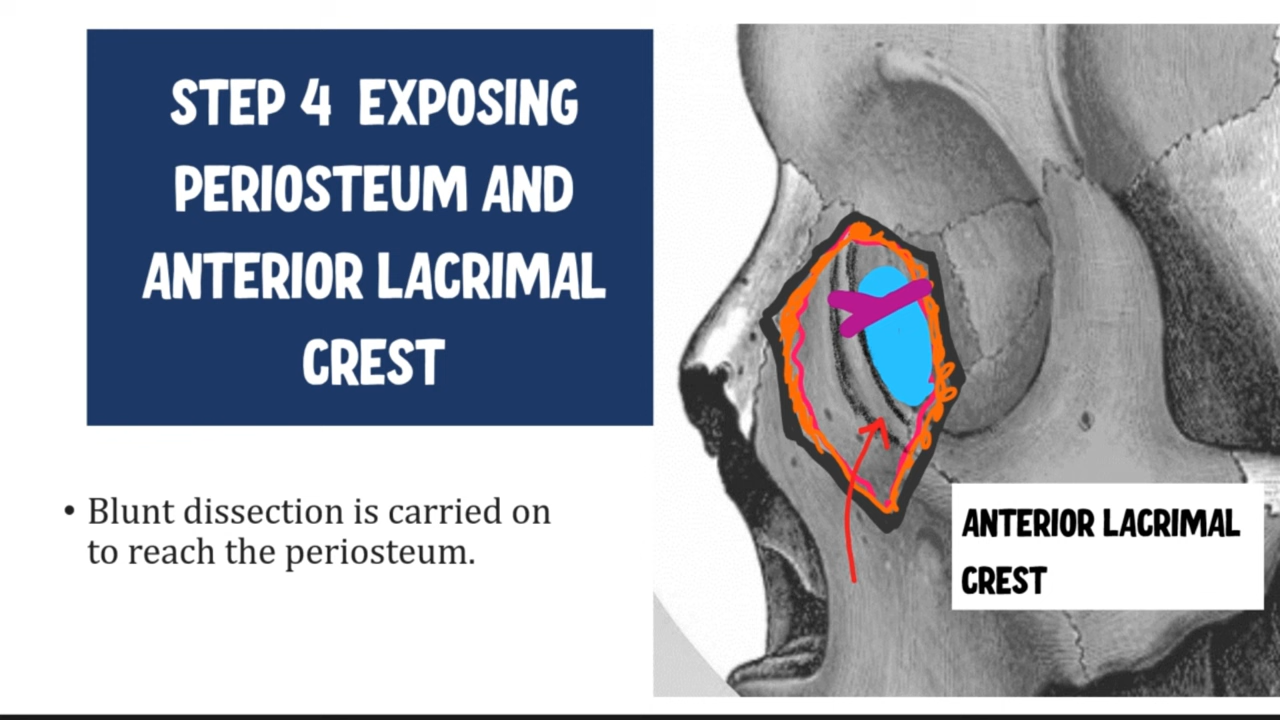 STEP 4 EXPOSING
PERIOSTEUM AND
ANTERIOR LACRIMAL
CREST
• Blunt dissection is carried on
to reach the periosteum.
ANTERIOR LACRIMAL
CREST